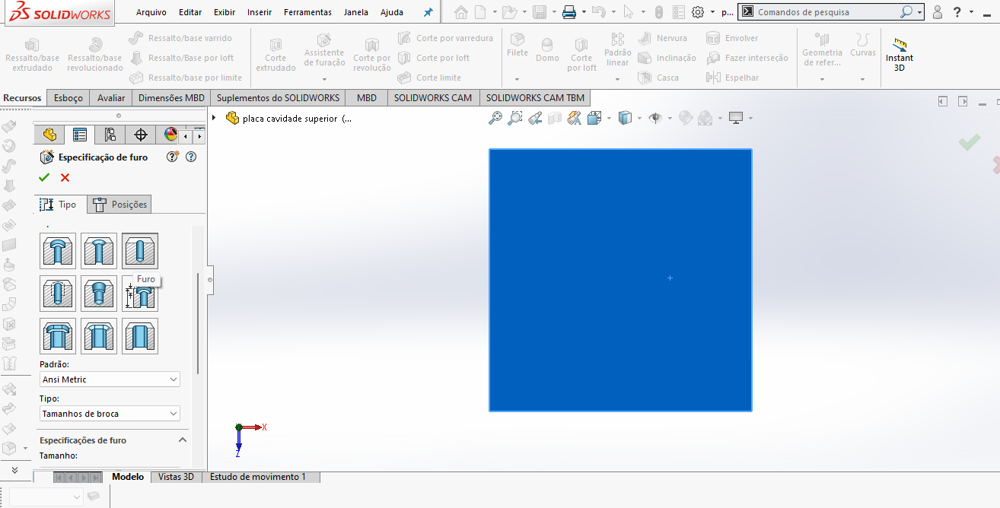 SOLIDWORKS Arquivo Editar Exibir Inserir Ferramentas Janela Ajuda p... Comandos de pesquisa ?
Ressalto/base extrudado
Ressalto/base revolucionado
Ressalto/base varrido
Ressalto/Base por loft
Ressalto/base por limite
Corte extrudado
Assistente de furação
Corte por revolução
Corte por varredura
Corte por loft
Corte limite
Filete
Domo
Corte por loft
Padrão linear
Nervura
Inclinação
Casca
Envolver
Fazer interseção
Espelhar
Geometria de refer...
Curvas
Instant 3D
Recursos Esboço Avaliar Dimensões MBD Suplementos do SOLIDWORKS MBD SOLIDWORKS CAM SOLIDWORKS CAM TBM
placa cavidade superior (...
Especificação de furo
Tipo Posições
Furo
Padrão:
Ansi Metric
Tipo:
Tamanhos de broca
Especificações de furo
Tamanho:
X
Z
Modelo Vistas 3D Estudo de movimento 1